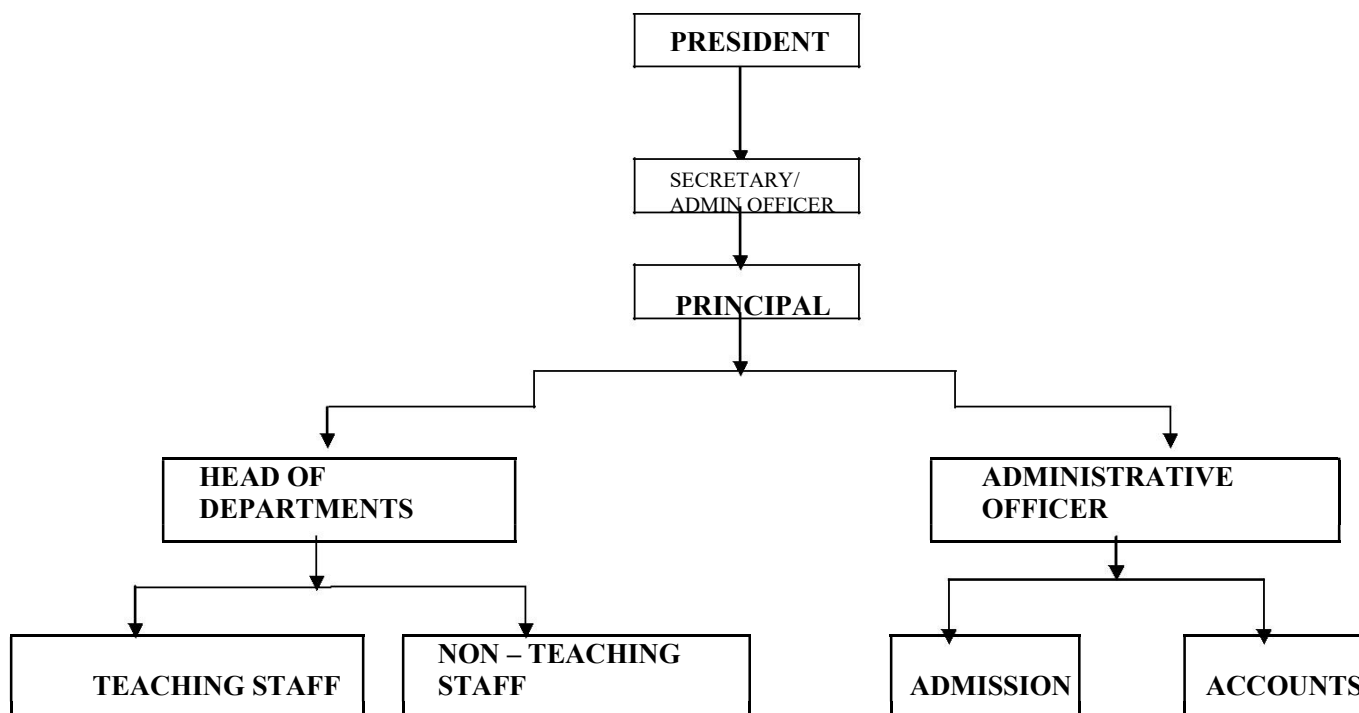 PRESIDENT
SECRETARY/
ADMIN OFFICER
PRINCIPAL
HEAD OF
DEPARTMENTS
ADMINISTRATIVE
OFFICER
TEACHING STAFF
NON – TEACHING
STAFF
ADMISSION
ACCOUNTS